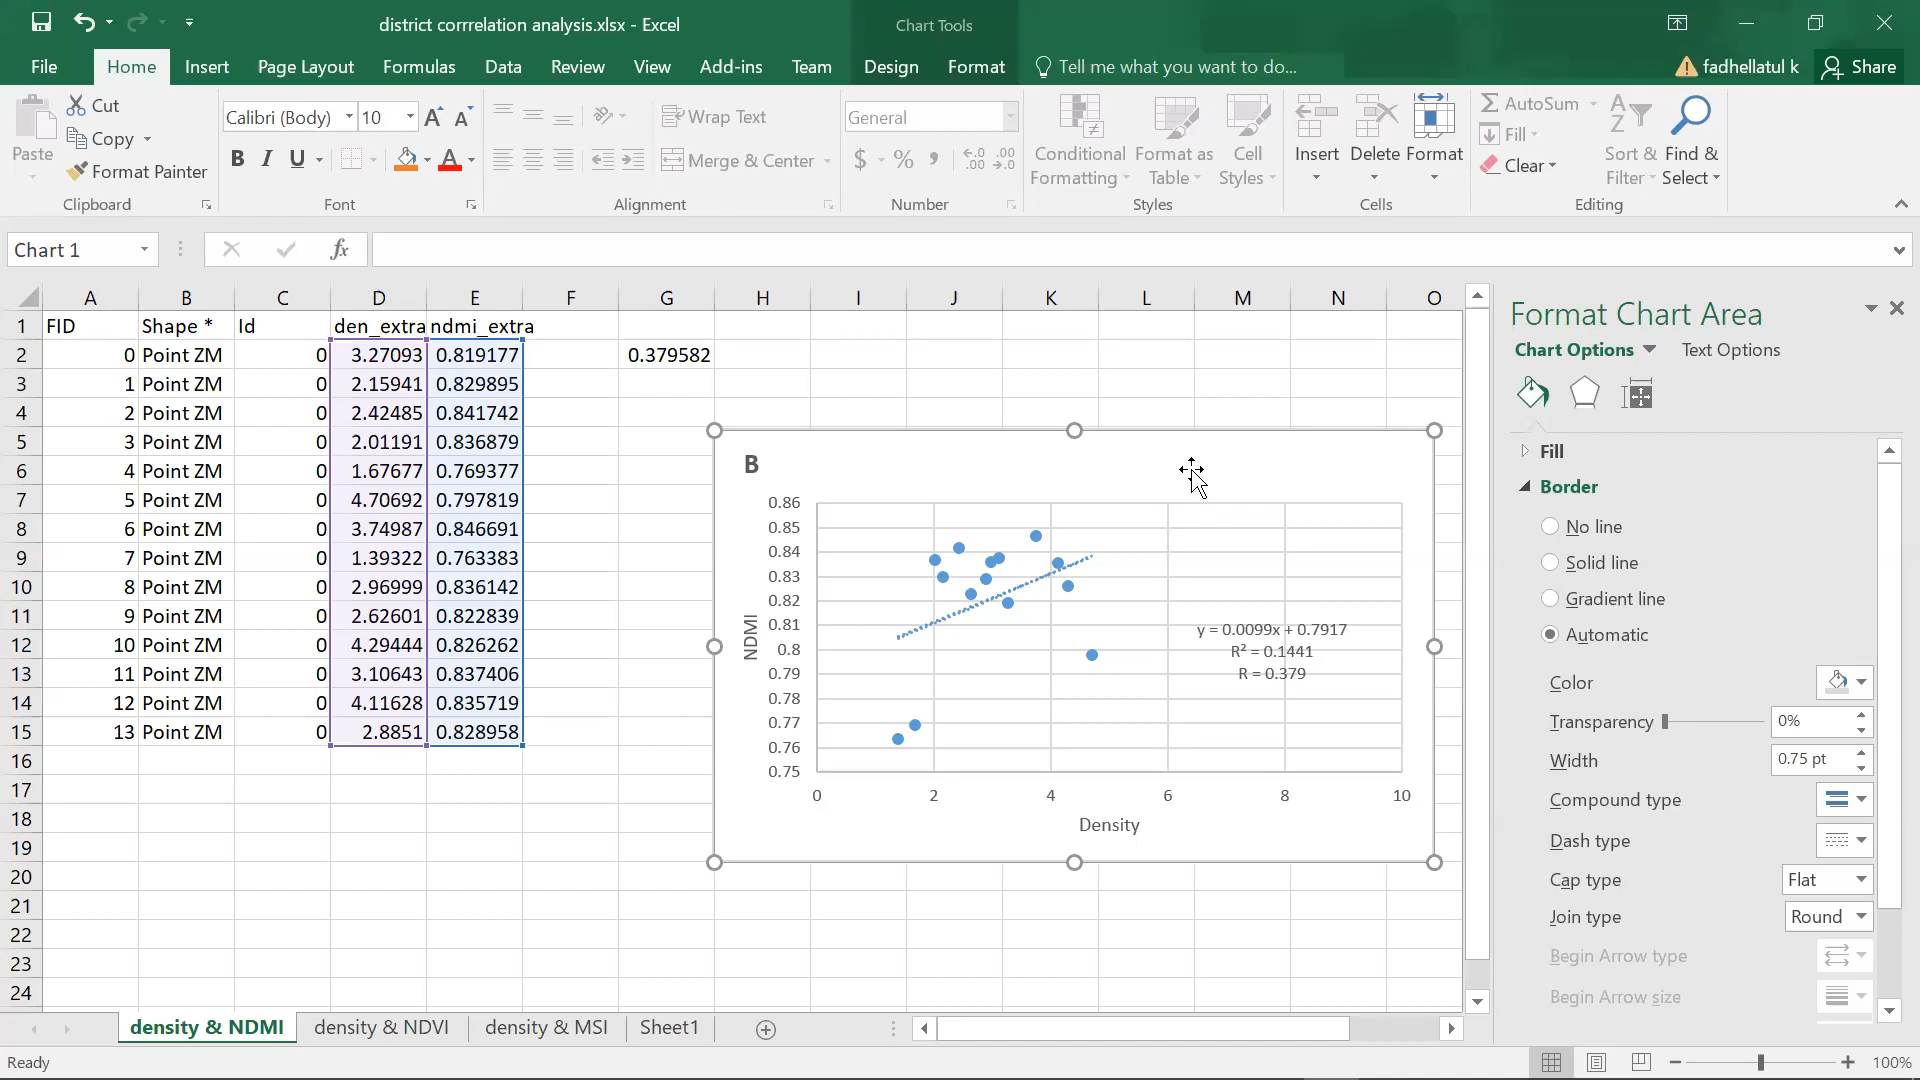 district corrrelation analysis.xlsx - Excel
Chart Tools
File Home Insert Page Layout Formulas Data Review View Add-ins Team Design Format Tell me what you want to do... fadhellatul k Share
Paste
Cut
Copy
Format Painter
Clipboard
Calibri (Body) 10
B I U
Font
Wrap Text
Merge & Center
Alignment
General
$ % , .00 .00
Number
Conditional Formatting
Format as Table
Cell Styles
Styles
Insert Delete Format
Cells
AutoSum
Fill
Clear
Sort & Filter
Find & Select
Editing
Chart 1 fx
A B C D E F G H I J K L M N O
1 FID Shape * Id den_extra ndmi_extra
2 0 Point ZM 0 3.27093 0.819177 0.379582
3 1 Point ZM 0 2.15941 0.829895
4 2 Point ZM 0 2.42485 0.841742
5 3 Point ZM 0 2.01191 0.836879
6 4 Point ZM 0 1.67677 0.769377
7 5 Point ZM 0 4.70692 0.797819
8 6 Point ZM 0 3.74987 0.846691
9 7 Point ZM 0 1.39322 0.763383
10 8 Point ZM 0 2.96999 0.836142
11 9 Point ZM 0 2.62601 0.822839
12 10 Point ZM 0 4.29444 0.826262
13 11 Point ZM 0 3.10643 0.837406
14 12 Point ZM 0 4.11628 0.835719
15 13 Point ZM 0 2.8851 0.828958
16
17
18
19
20
21
22
23
24
B
0.86
0.85
0.84
0.83
0.82
0.81
0.8
0.79
0.78
0.77
0.76
0.75
NDMI
y = 0.0099x + 0.7917
R² = 0.1441
R = 0.379
0 2 4 6 8 10
Density
Format Chart Area
Chart Options Text Options
Fill
Border
No line
Solid line
Gradient line
Automatic
Color
Transparency 0%
Width 0.75 pt
Compound type
Dash type
Cap type Flat
Join type Round
Begin Arrow type
Begin Arrow size
density & NDMI density & NDVI density & MSI Sheet1
Ready 100%